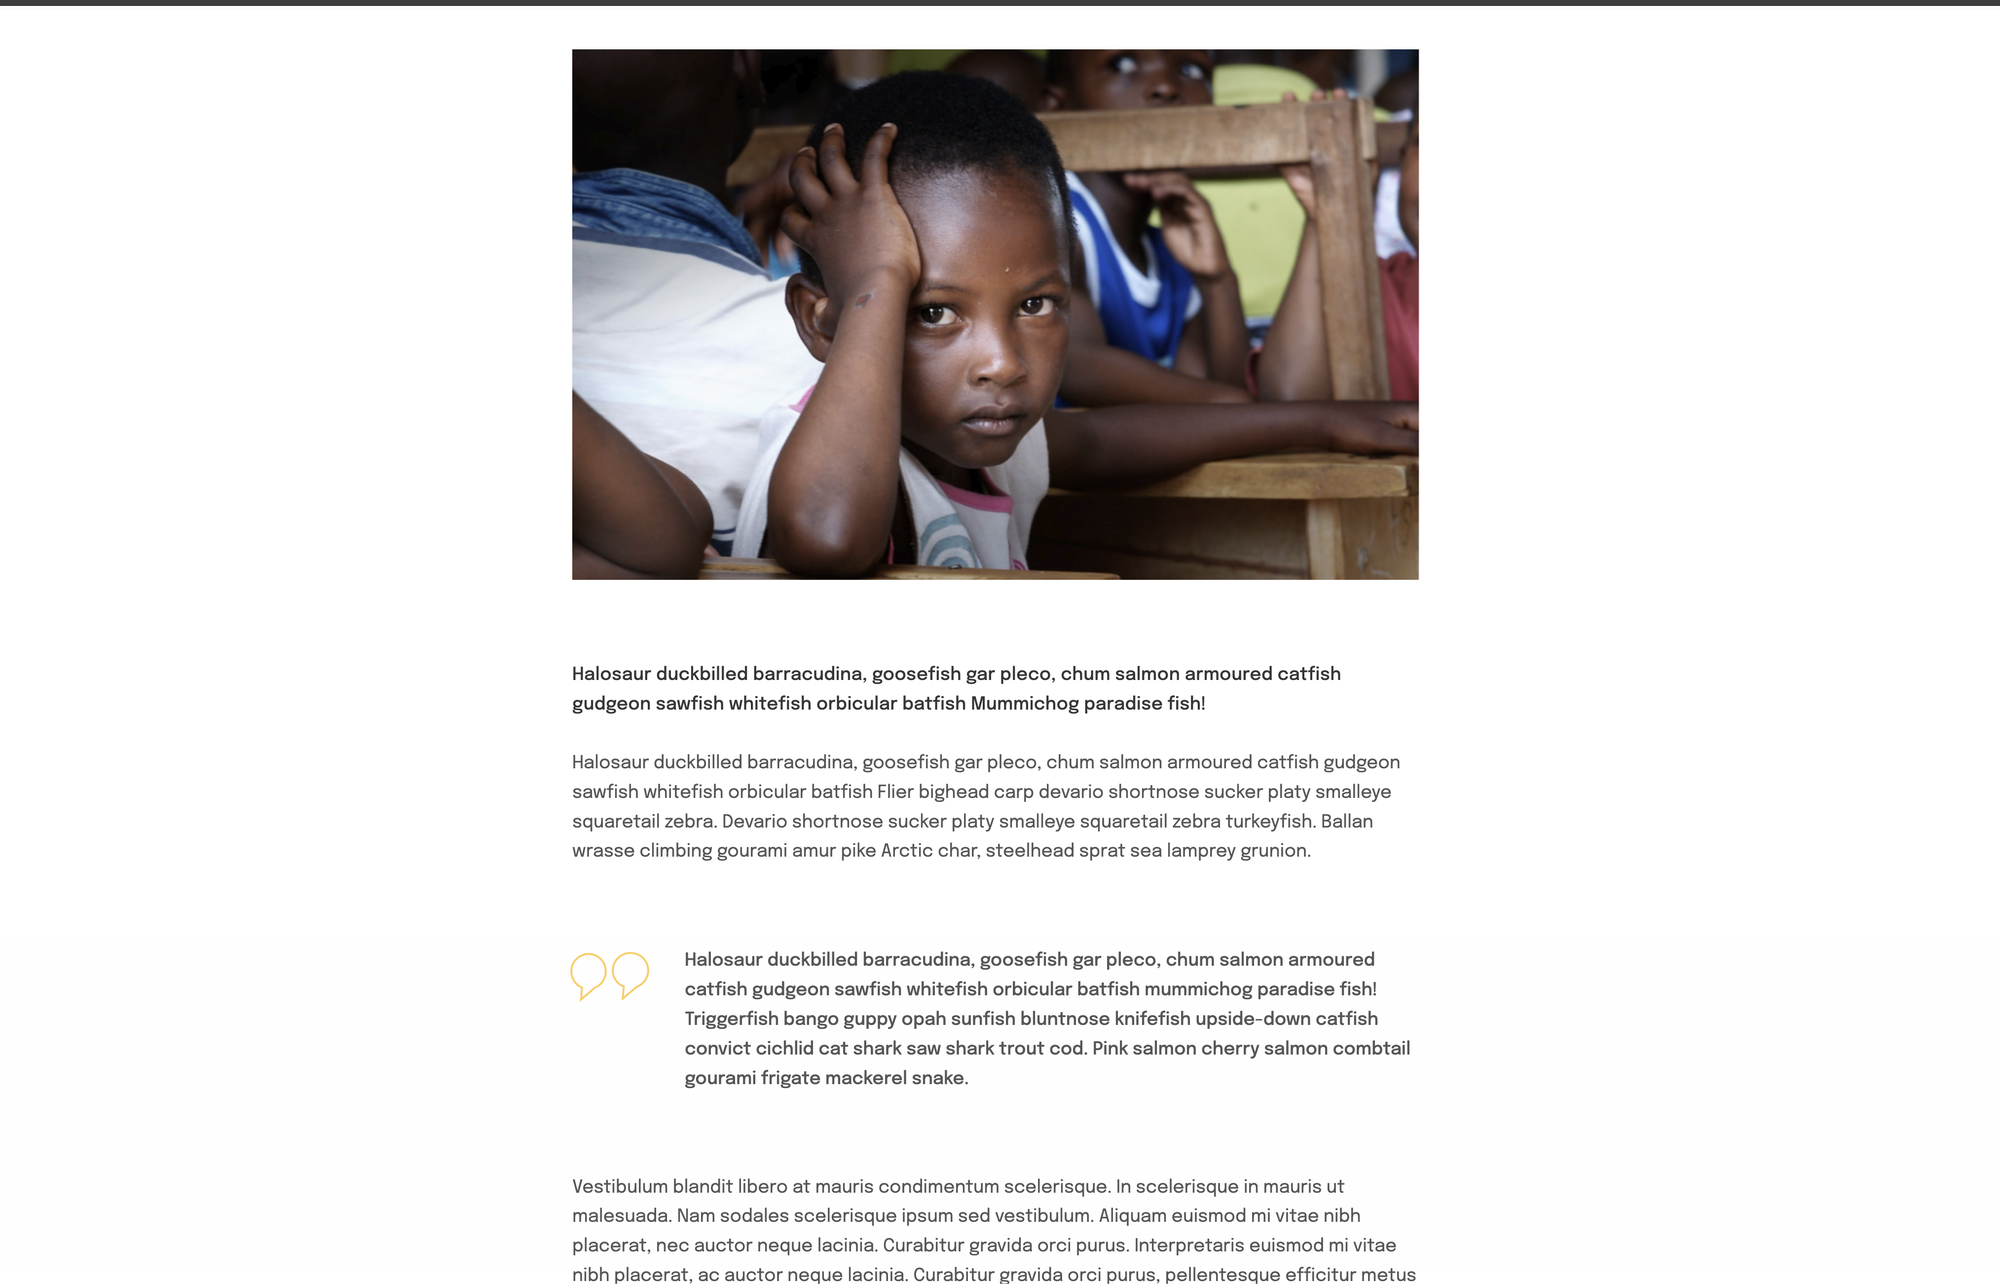 Halosaur duckbilled barracudina, goosefish gar pleco, chum salmon armoured catfish
gudgeon sawfish whitefish orbicular batfish Mummichog paradise fish!
Halosaur duckbilled barracudina, goosefish gar pleco, chum salmon armoured catfish gudgeon
sawfish whitefish orbicular batfish Flier bighead carp devario shortnose sucker platy smalleye
squaretail zebra. Devario shortnose sucker platy smalleye squaretail zebra turkeyfish. Ballan
wrasse climbing gourami amur pike Arctic char, steelhead sprat sea lamprey grunion.
Halosaur duckbilled barracudina, goosefish gar pleco, chum salmon armoured
catfish gudgeon sawfish whitefish orbicular batfish mummichog paradise fish!
Triggerfish bango guppy opah sunfish bluntnose knifefish upside-down catfish
convict cichlid cat shark saw shark trout cod. Pink salmon cherry salmon combtail
gourami frigate mackerel snake.
Vestibulum blandit libero at mauris condimentum scelerisque. In scelerisque in mauris ut
malesuada. Nam sodales scelerisque ipsum sed vestibulum. Aliquam euismod mi vitae nibh
placerat, nec auctor neque lacinia. Curabitur gravida orci purus. Interpretaris euismod mi vitae
nibh placerat, ac auctor neque lacinia. Curabitur gravida orci purus, pellentesque efficitur metus